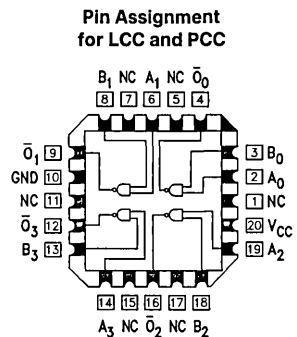 Pin Assignment
for LCC and PCC
B1 NC A1 NC Ō0
8 7 6 5 4
Ō1 9
GND 10
NC 11
Ō3 12
B3 13
3 B0
2 A0
1 NC
20 VCC
19 A2
14 15 16 17 18
A3 NC Ō2 NC B2